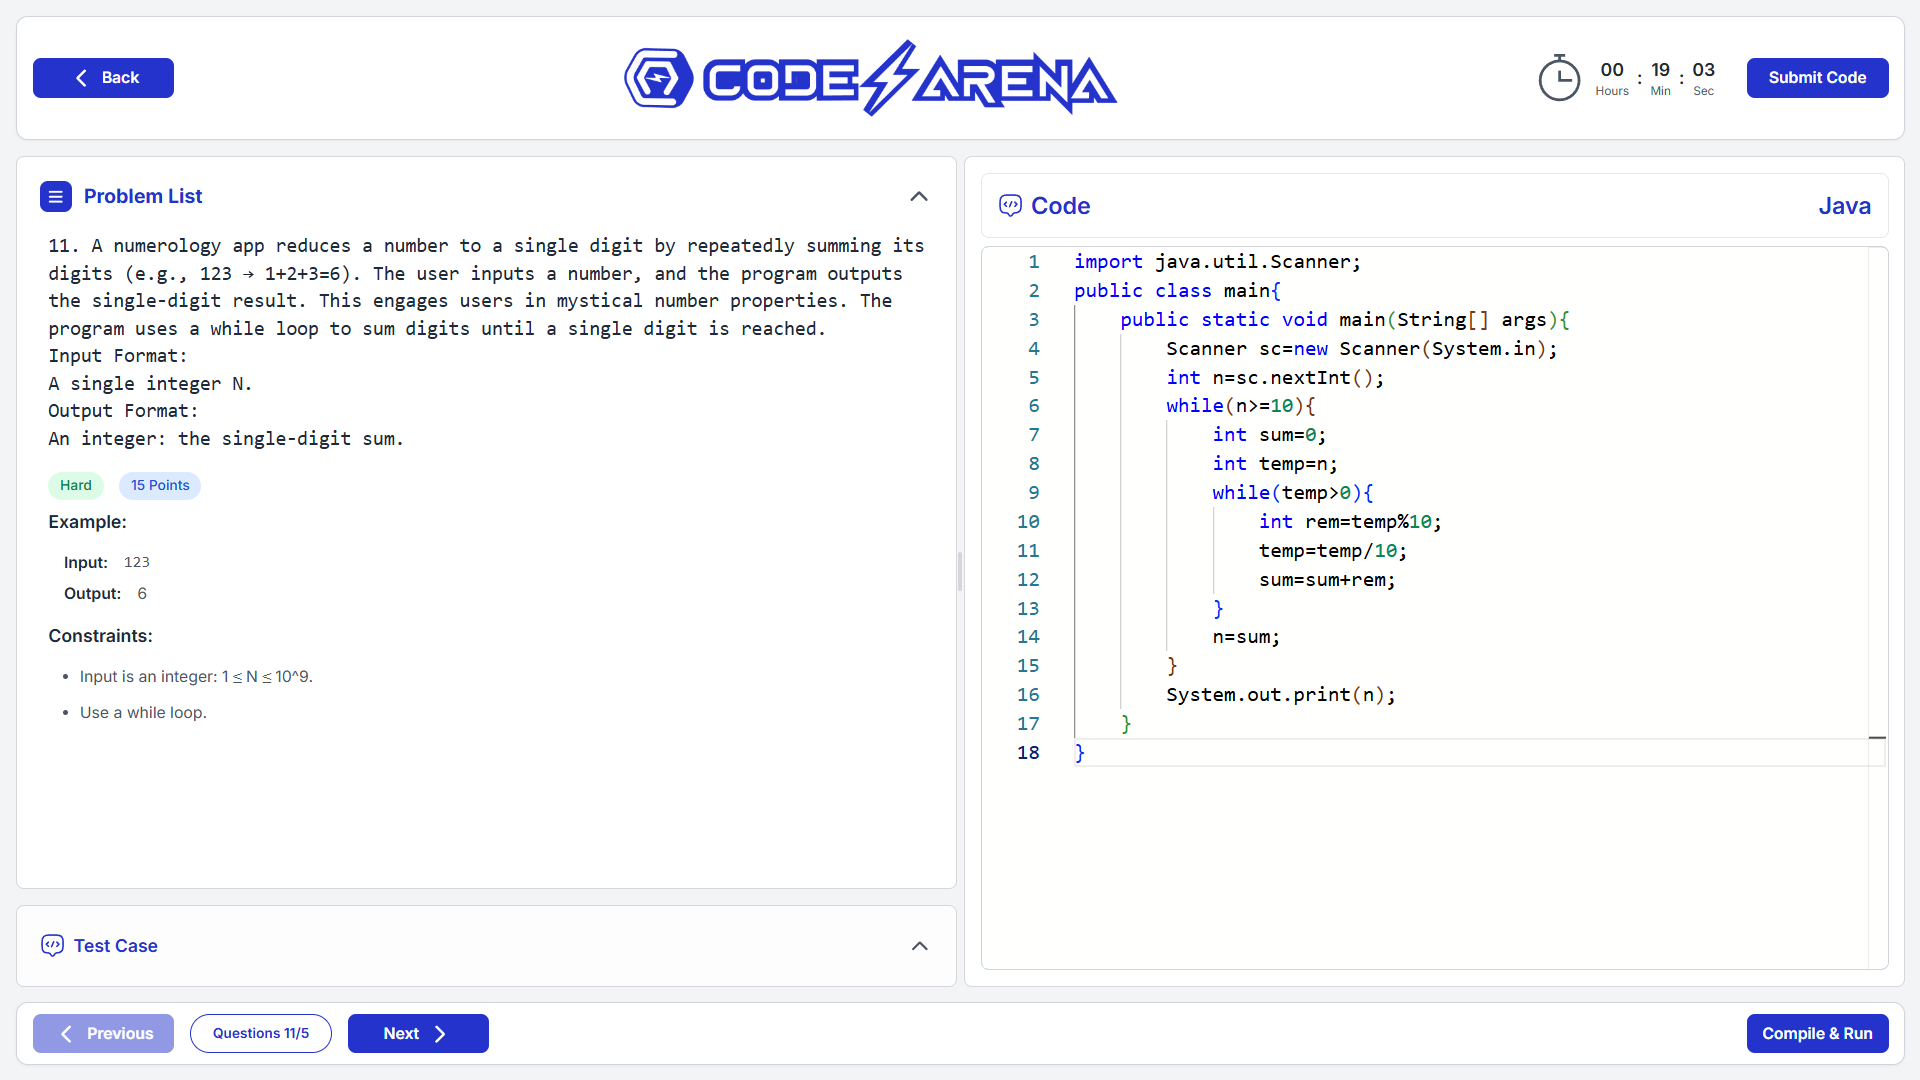 Back
CODE ARENA
00 : 19 : 03
Hours Min Sec
Submit Code
Problem List
11. A numerology app reduces a number to a single digit by repeatedly summing its
digits (e.g., 123 → 1+2+3=6). The user inputs a number, and the program outputs
the single-digit result. This engages users in mystical number properties. The
program uses a while loop to sum digits until a single digit is reached.
Input Format:
A single integer N.
Output Format:
An integer: the single-digit sum.
Hard 15 Points
Example:
Input: 123
Output: 6
Constraints:
• Input is an integer: 1 ≤ N ≤ 10^9.
• Use a while loop.
Test Case
Code Java
1 import java.util.Scanner;
2 public class main{
3     public static void main(String[] args){
4         Scanner sc=new Scanner(System.in);
5         int n=sc.nextInt();
6         while(n>=10){
7             int sum=0;
8             int temp=n;
9             while(temp>0){
10                 int rem=temp%10;
11                 temp=temp/10;
12                 sum=sum+rem;
13             }
14             n=sum;
15         }
16         System.out.print(n);
17     }
18 }
Previous
Questions 11/5
Next
Compile & Run